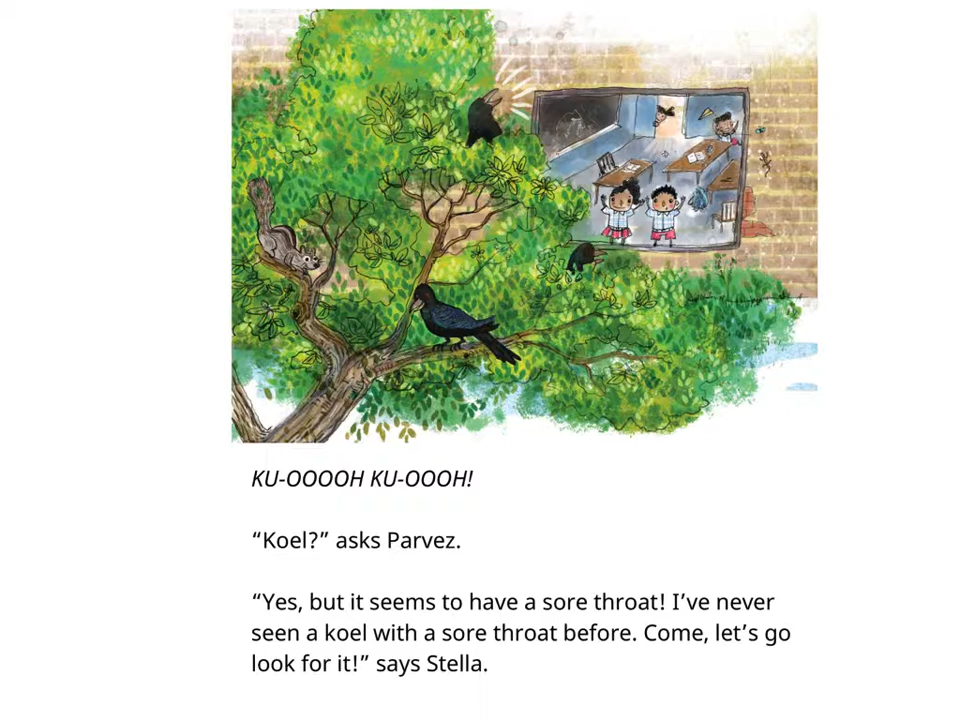 KU-OOOOH KU-OOOH!
“Koel?” asks Parvez.
“Yes, but it seems to have a sore throat! I’ve never
seen a koel with a sore throat before. Come, let’s go
look for it!” says Stella.